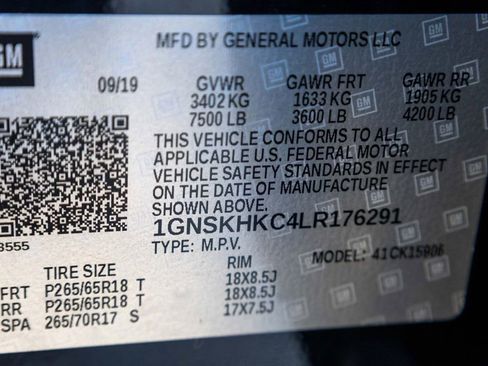 GM
MFD BY GENERAL MOTORS LLC
09/19 GVWR GAWR FRT GAWR RR
3402 KG 1633 KG 1905 KG
7500 LB 3600 LB 4200 LB
THIS VEHICLE CONFORMS TO ALL
APPLICABLE U.S. FEDERAL MOTOR
VEHICLE SAFETY STANDARDS IN EFFECT
ON THE DATE OF MANUFACTURE
SHOWN ABOVE.
1GNSKHKC4LR176291
3555 TYPE: M.P.V. MODEL: 41CK15906
TIRE SIZE RIM
FRT P265/65R18 T 18X8.5J
RR P265/65R18 T 18X8.5J
SPA 265/70R17 S 17X7.5J